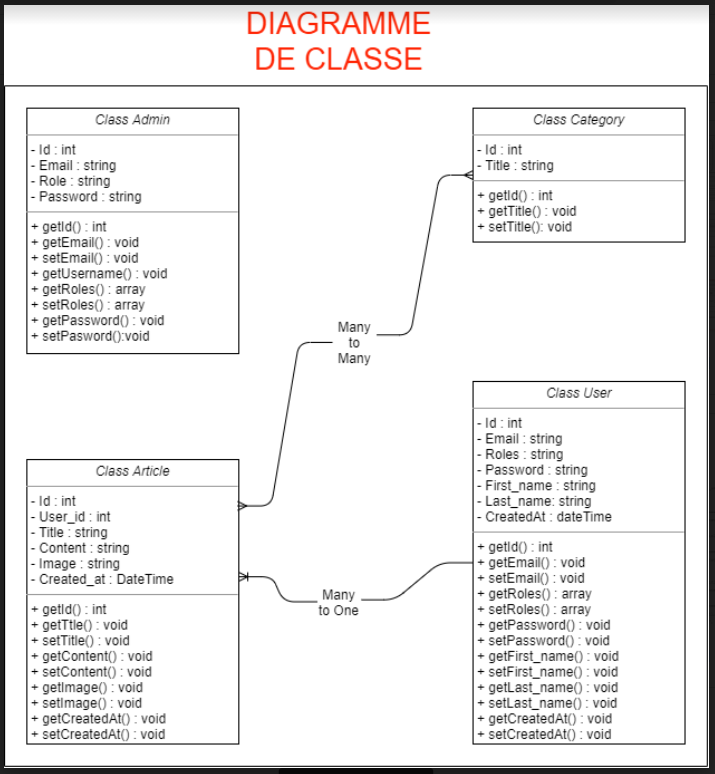 DIAGRAMME
DE CLASSE
Class Admin
- Id : int
- Email : string
- Role : string
- Password : string
+ getId() : int
+ getEmail() : void
+ setEmail() : void
+ getUsername() : void
+ getRoles() : array
+ setRoles() : array
+ getPassword() : void
+ setPasword():void
Class Category
- Id : int
- Title : string
+ getId() : int
+ getTitle() : void
+ setTitle(): void
Many
to
Many
Class Article
- Id : int
- User_id : int
- Title : string
- Content : string
- Image : string
- Created_at : DateTime
+ getId() : int
+ getTtle() : void
+ setTitle() : void
+ getContent() : void
+ setContent() : void
+ getImage() : void
+ setImage() : void
+ getCreatedAt() : void
+ setCreatedAt() : void
Many
to One
Class User
- Id : int
- Email : string
- Roles : string
- Password : string
- First_name : string
- Last_name: string
- CreatedAt : dateTime
+ getId() : int
+ getEmail() : void
+ setEmail() : void
+ getRoles() : array
+ setRoles() : array
+ getPassword() : void
+ setPassword() : void
+ getFirst_name() : void
+ setFirst_name() : void
+ getLast_name() : void
+ setLast_name() : void
+ getCreatedAt() : void
+ setCreatedAt() : void